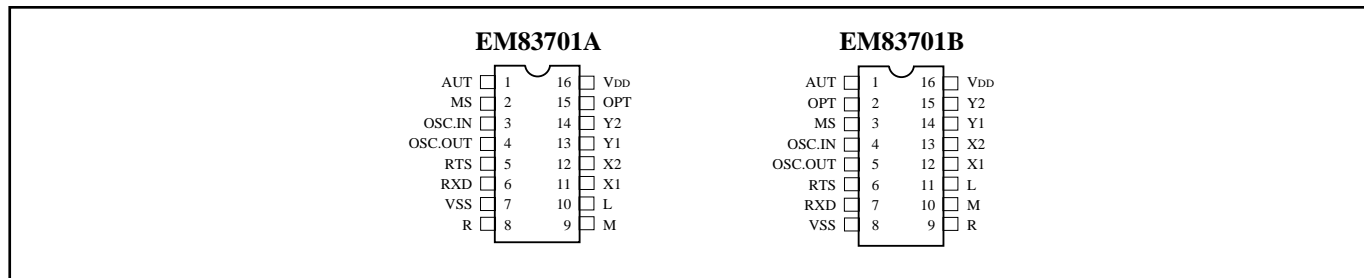 EM83701A EM83701B
AUT 1 16 VDD AUT 1 16 VDD
MS 2 15 OPT OPT 2 15 Y2
OSC.IN 3 14 Y2 MS 3 14 Y1
OSC.OUT 4 13 Y1 OSC.IN 4 13 X2
RTS 5 12 X2 OSC.OUT 5 12 X1
RXD 6 11 X1 RTS 6 11 L
VSS 7 10 L RXD 7 10 M
R 8 9 M VSS 8 9 R